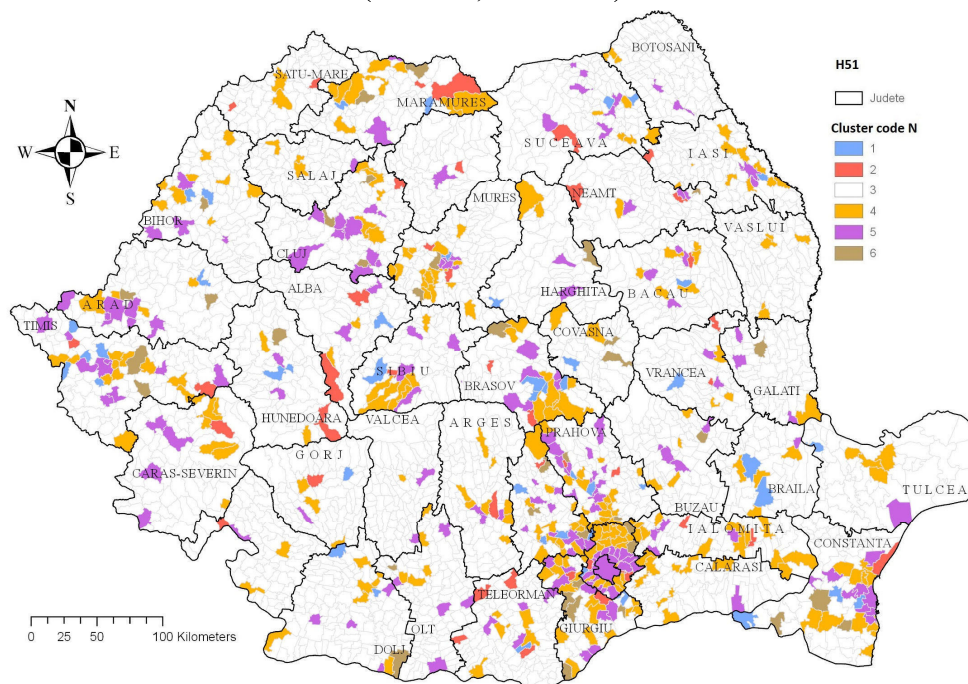 BOTOSANI
SATU-MARE
MARAMURES
SUCEAVA
IASI
SALAJ
NEAMT
MURES
BIHOR
VASLUI
CLUJ
HARGHITA
BACAU
ALBA
ARAD
TIMIS
COVASNA
SIBIU
BRASOV
VRANCEA
GALATI
HUNEDOARA
VALCEA
ARGES
PRAHOVA
GORJ
CARAS-SEVERIN
BRAILA
TULCEA
BUZAU
IALOMITA
CONSTANTA
CALARASI
TELEORMAN
GIURGIU
OLT
DOLJ
N
W E
S
H51
Judete
Cluster code N
1
2
3
4
5
6
0 25 50 100 Kilometers